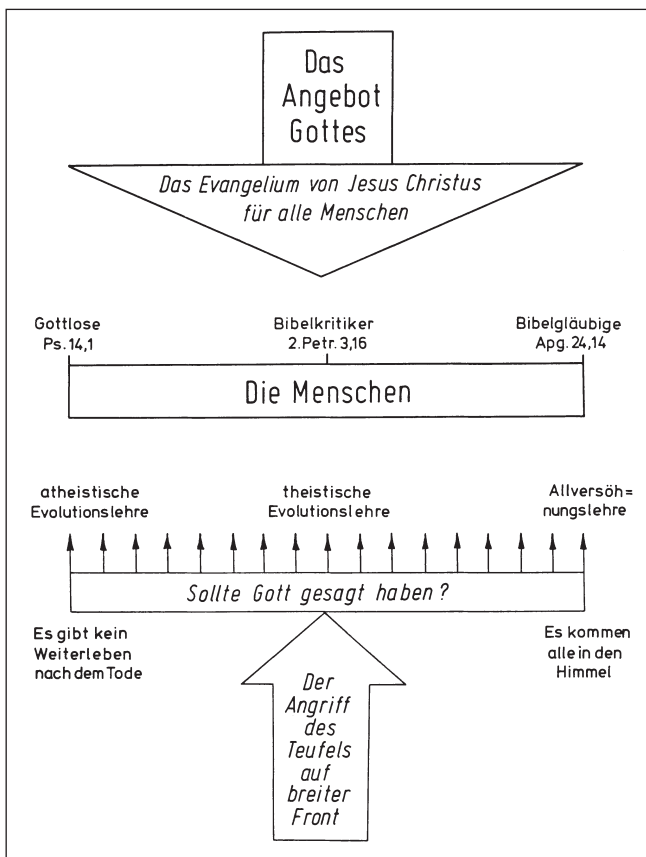 Das
Angebot
Gottes
Das Evangelium von Jesus Christus
für alle Menschen
Gottlose
Ps. 14,1
Bibelkritiker
2. Petr. 3,16
Bibelgläubige
Apg. 24,14
Die Menschen
atheistische
Evolutionslehre
theistische
Evolutionslehre
Allversöh=
nungslehre
Sollte Gott gesagt haben?
Es gibt kein
Weiterleben
nach dem Tode
Es kommen
alle in den
Himmel
Der
Angriff
des
Teufels
auf
breiter
Front